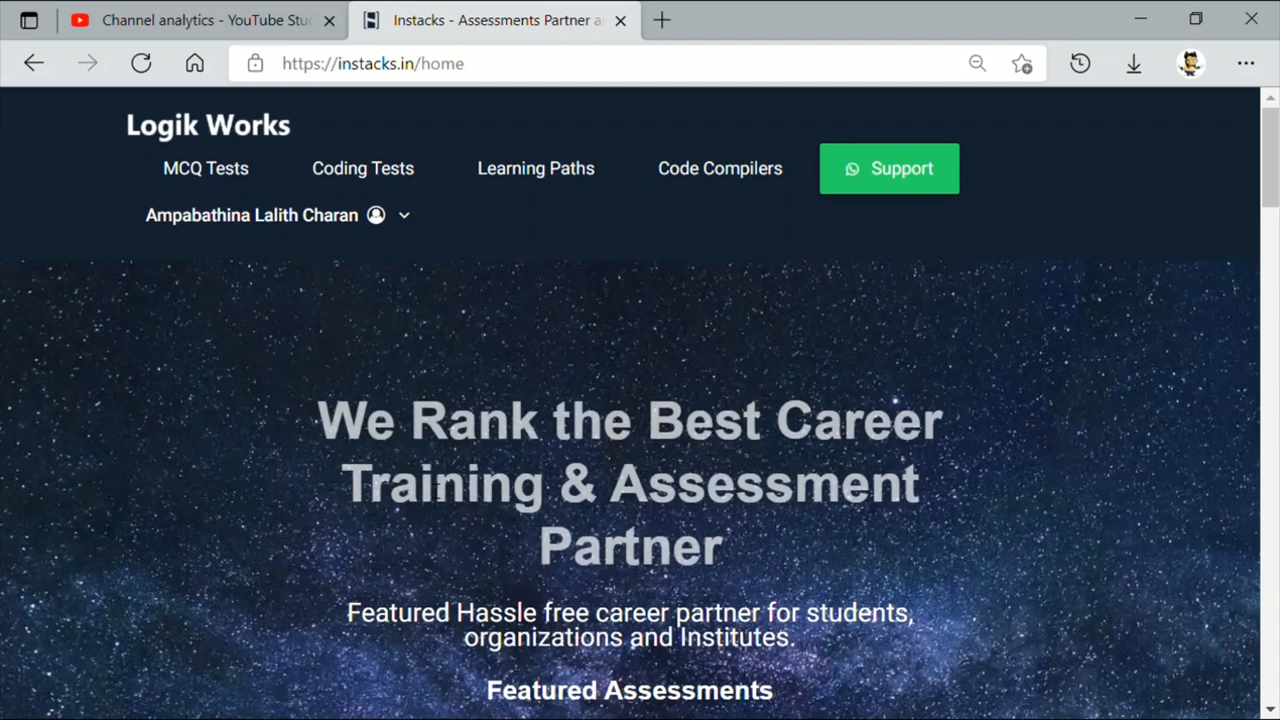 Channel analytics - YouTube Stu
Instacks - Assessments Partner a
https://instacks.in/home
Logik Works
MCQ Tests Coding Tests Learning Paths Code Compilers Support
Ampabathina Lalith Charan
We Rank the Best Career
Training & Assessment
Partner
Featured Hassle free career partner for students,
organizations and Institutes.
Featured Assessments